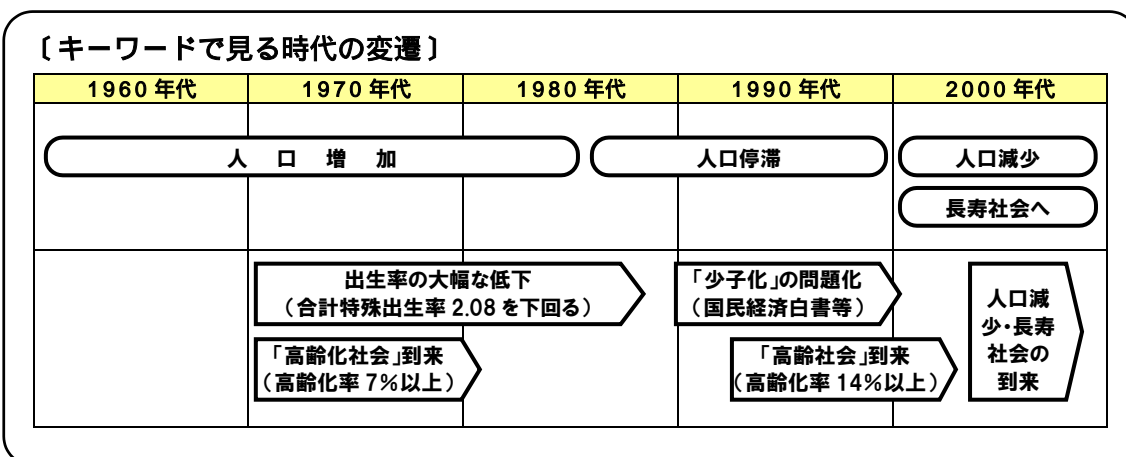 〔キーワードで見る時代の変遷〕
1960年代 1970年代 1980年代 1990年代 2000年代
人口増加 人口停滞 人口減少
長寿社会へ
出生率の大幅な低下
（合計特殊出生率2.08を下回る）
「少子化」の問題化
（国民経済白書等）
人口減
少・長寿
社会の
到来
「高齢化社会」到来
（高齢化率7％以上）
「高齢社会」到来
（高齢化率14％以上）